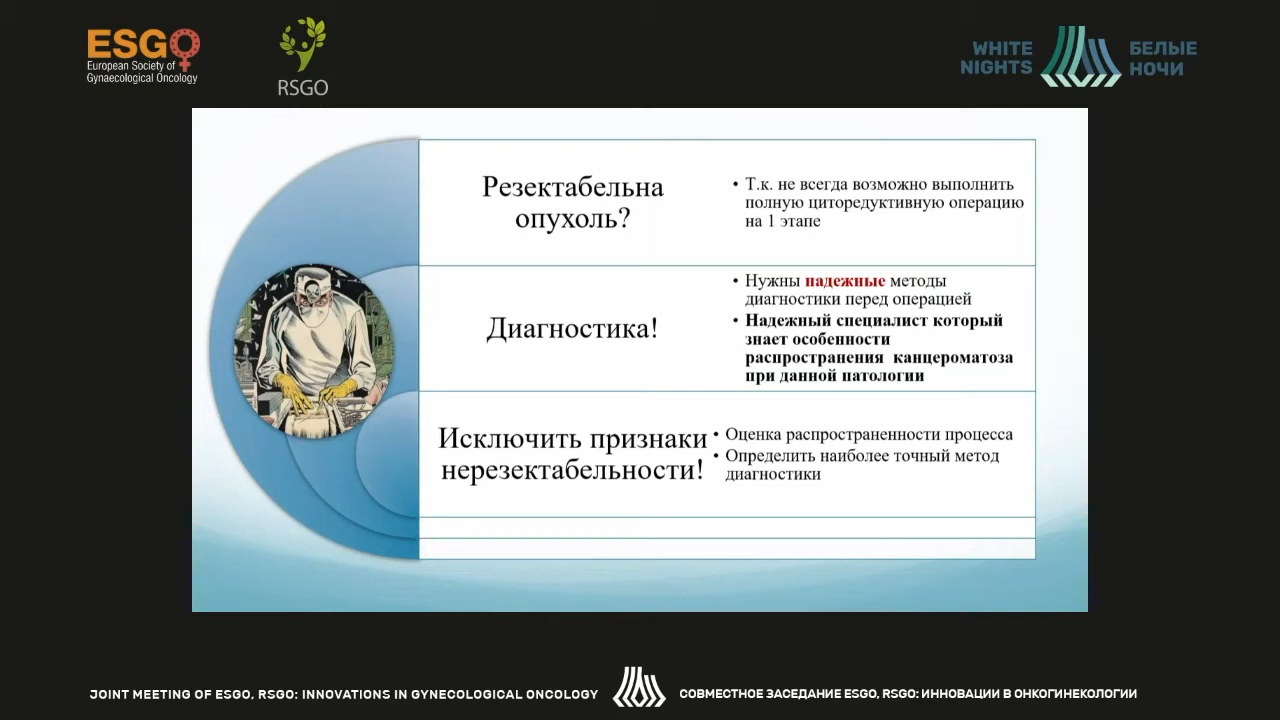 ESGO
European Society of
Gynaecological Oncology
RSGO
WHITE
NIGHTS
БЕЛЫЕ
НОЧИ
Резектабельна
опухоль?
• Т.к. не всегда возможно выполнить
полную циторедуктивную операцию
на 1 этапе
Диагностика!
• Нужны надежные методы
диагностики перед операцией
• Надежный специалист который
знает особенности
распространения канцероматоза
при данной патологии
Исключить признаки
нерезектабельности!
• Оценка распространенности процесса
• Определить наиболее точный метод
диагностики
JOINT MEETING OF ESGO, RSGO: INNOVATIONS IN GYNECOLOGICAL ONCOLOGY
СОВМЕСТНОЕ ЗАСЕДАНИЕ ESGO, RSGO: ИННОВАЦИИ В ОНКОГИНЕКОЛОГИИ